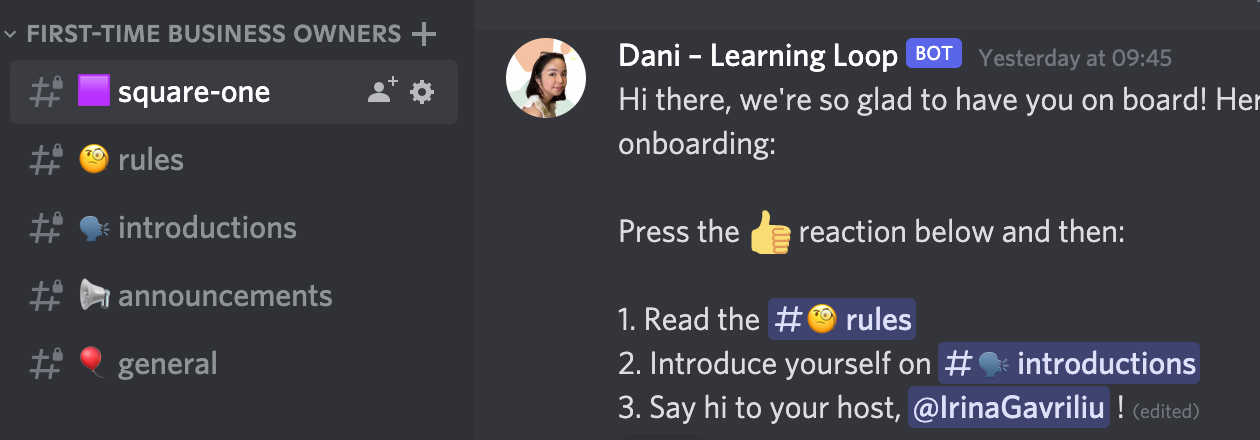 FIRST-TIME BUSINESS OWNERS
square-one
rules
introductions
announcements
general
Dani – Learning Loop BOT Yesterday at 09:45
Hi there, we're so glad to have you on board! Her
onboarding:
Press the 👍 reaction below and then:
1. Read the #🧐 rules
2. Introduce yourself on #🗣 introductions
3. Say hi to your host, @IrinaGavriliu ! (edited)